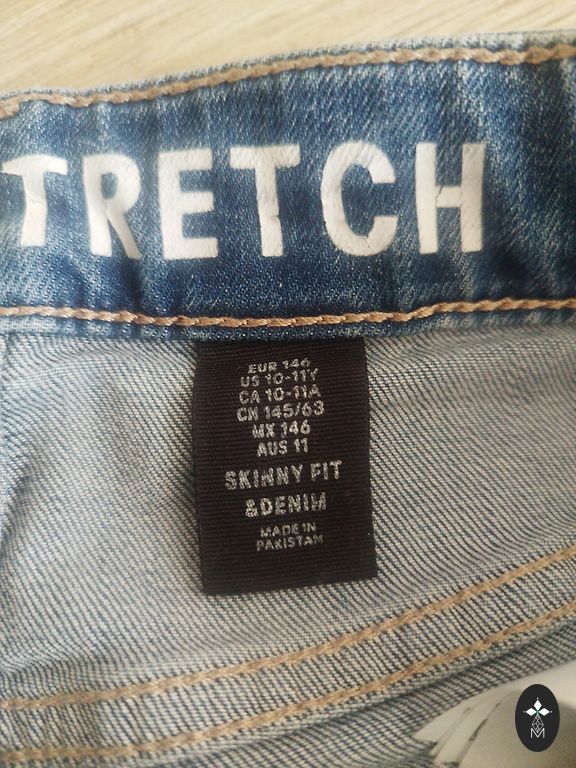 TRETCH
EUR 146
US 10-11Y
CA 10-11A
CN 145/63
MX 146
AUS 11
SKINNY FIT
&DENIM
MADE IN
PAKISTAN
M